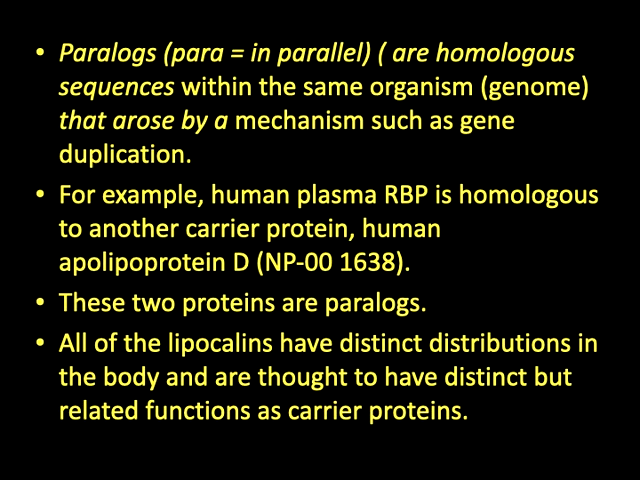 • Paralogs (para = in parallel) ( are homologous
sequences within the same organism (genome)
that arose by a mechanism such as gene
duplication.
• For example, human plasma RBP is homologous
to another carrier protein, human
apolipoprotein D (NP-00 1638).
• These two proteins are paralogs.
• All of the lipocalins have distinct distributions in
the body and are thought to have distinct but
related functions as carrier proteins.